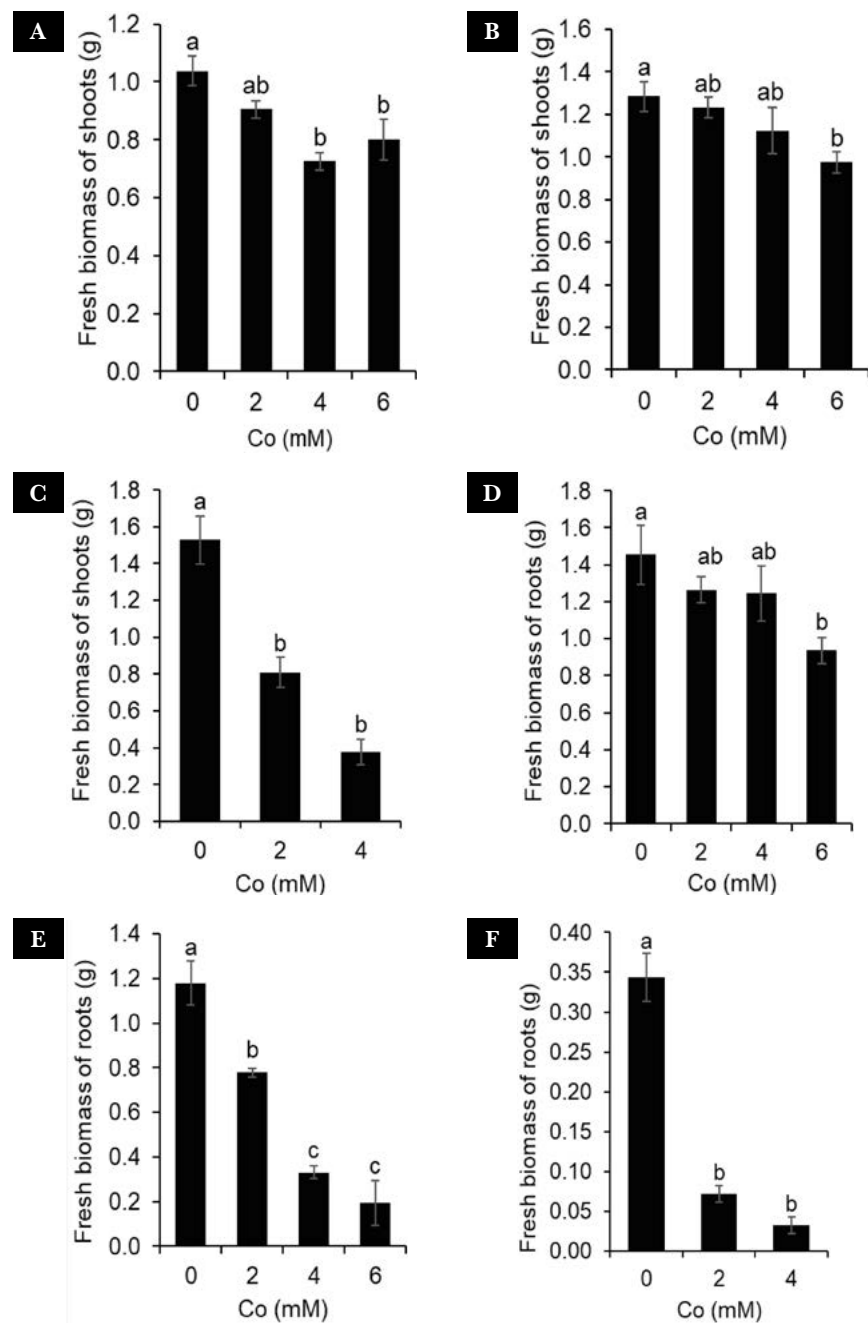 A
Fresh biomass of shoots (g)
1.2
1.0
0.8
0.6
0.4
0.2
0.0
a
ab
b
b
0 2 4 6
Co (mM)
B
Fresh biomass of shoots (g)
1.6
1.4
1.2
1.0
0.8
0.6
0.4
0.2
0.0
a
ab
ab
b
0 2 4 6
Co (mM)
C
Fresh biomass of shoots (g)
1.8
1.6
1.4
1.2
1.0
0.8
0.6
0.4
0.2
0.0
a
b
b
0 2 4
Co (mM)
D
Fresh biomass of roots (g)
1.8
1.6
1.4
1.2
1.0
0.8
0.6
0.4
0.2
0.0
a
ab
ab
b
0 2 4 6
Co (mM)
E
Fresh biomass of roots (g)
1.4
1.2
1.0
0.8
0.6
0.4
0.2
0.0
a
b
c
c
0 2 4 6
Co (mM)
F
Fresh biomass of roots (g)
0.40
0.35
0.30
0.25
0.20
0.15
0.10
0.05
0.00
a
b
b
0 2 4
Co (mM)